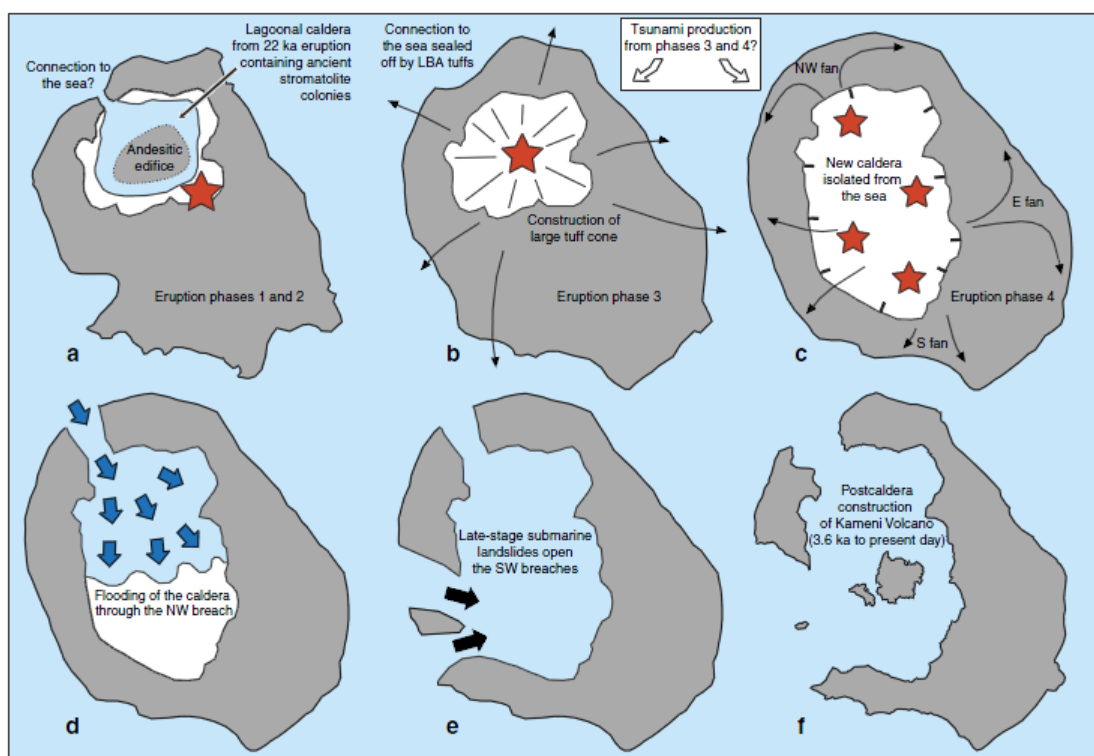 Connection to
the sea?
Lagoonal caldera
from 22 ka eruption
containing ancient
stromatolite
colonies
Andesitic
edifice
Eruption phases 1 and 2
a
Connection to
the sea sealed
off by LBA tuffs
Construction of
large tuff cone
Eruption phase 3
b
Tsunami production
from phases 3 and 4?
NW fan
New caldera
isolated from
the sea
E fan
Eruption phase 4
S fan
c
Flooding of the caldera
through the NW breach
d
Late-stage submarine
landslides open
the SW breaches
e
Postcaldera
construction
of Kameni Volcano
(3.6 ka to present day)
f